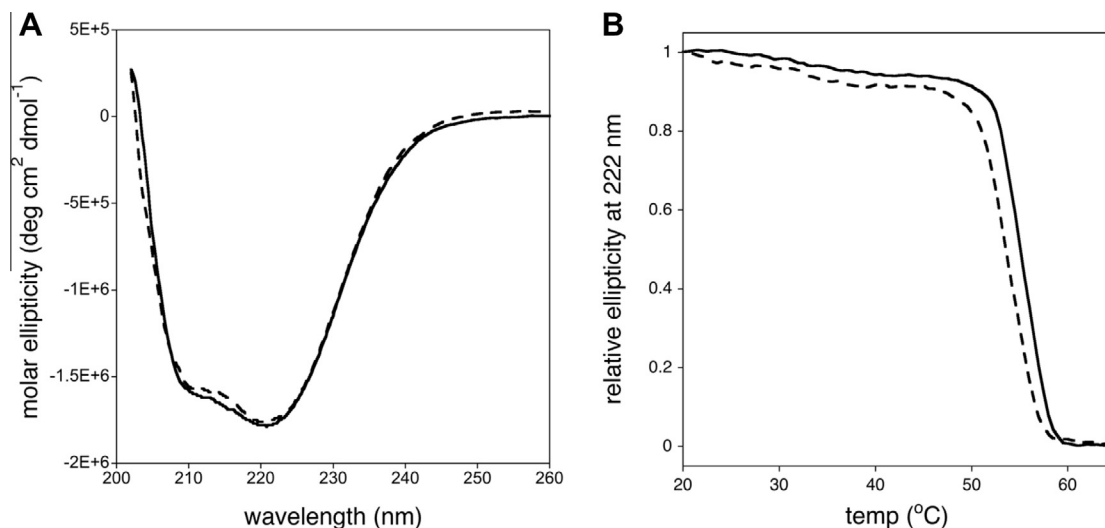 A
molar ellipticity (deg cm² dmol⁻¹)
5E+5
0
-5E+5
-1E+6
-1.5E+6
-2E+6
200 210 220 230 240 250 260
wavelength (nm)
B
relative ellipticity at 222 nm
1
0.8
0.6
0.4
0.2
0
20 30 40 50 60
temp (°C)